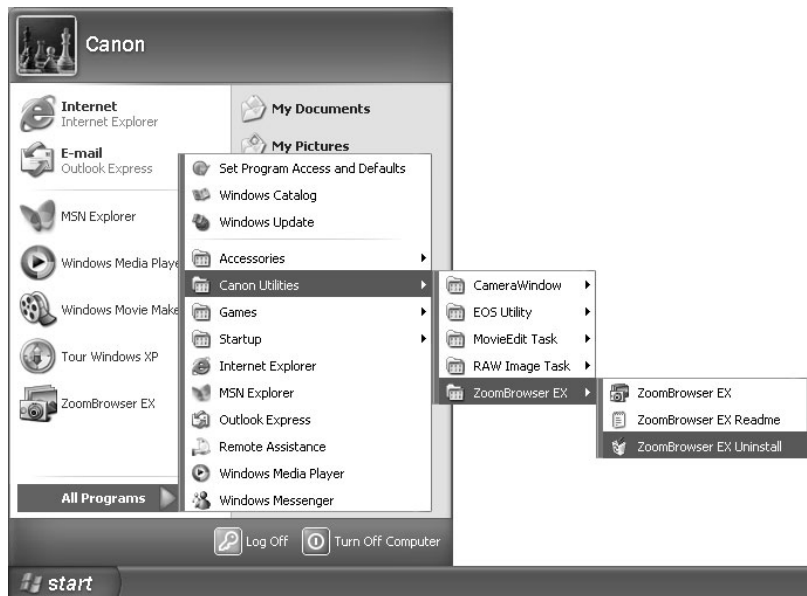 Canon
Internet
Internet Explorer
E-mail
Outlook Express
MSN Explorer
Windows Media Playe
Windows Movie Make
Tour Windows XP
ZoomBrowser EX
All Programs
My Documents
My Pictures
Set Program Access and Defaults
Windows Catalog
Windows Update
Accessories
Canon Utilities
Games
Startup
Internet Explorer
MSN Explorer
Outlook Express
Remote Assistance
Windows Media Player
Windows Messenger
CameraWindow
EOS Utility
MovieEdit Task
RAW Image Task
ZoomBrowser EX
ZoomBrowser EX
ZoomBrowser EX Readme
ZoomBrowser EX Uninstall
Log Off
Turn Off Computer
start